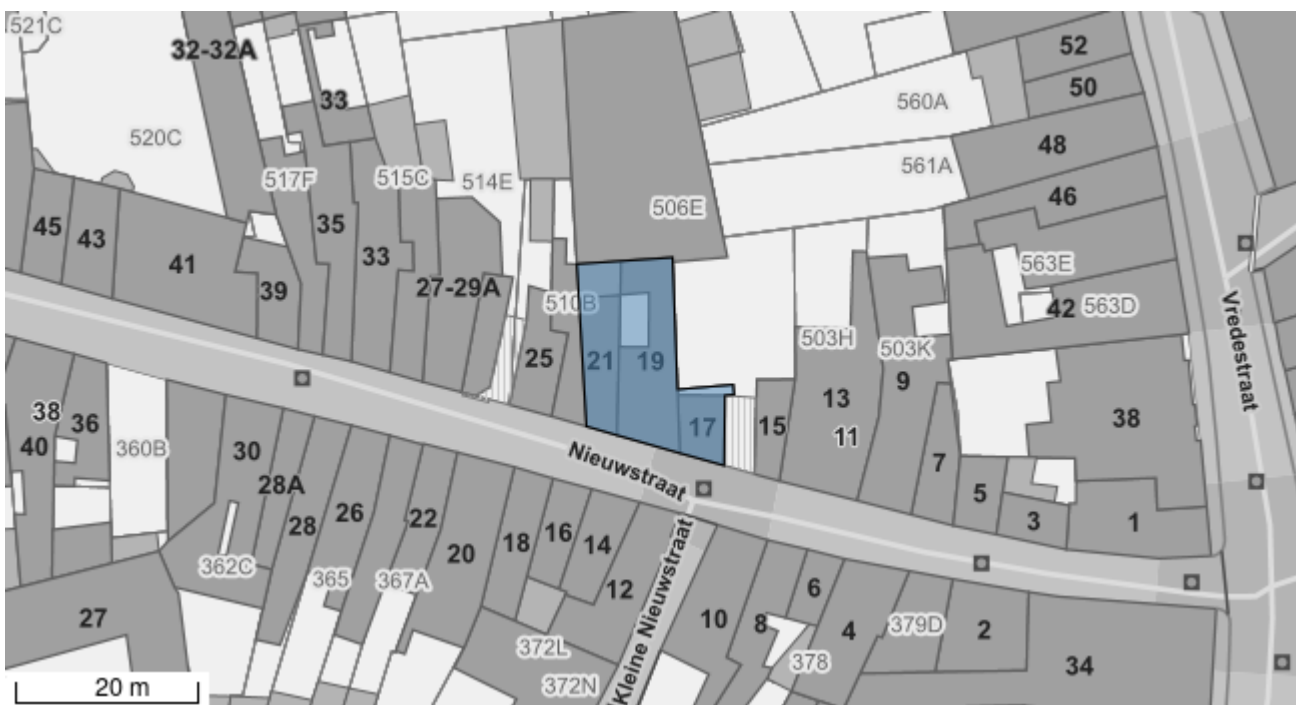 521C
32-32A
33
52
50
560A
520C
517F
515C
514E
561A
48
46
506E
45
43
41
35
33
39
27-29A
510B
563E
563D
42
25
21
19
503H
503K
13
11
9
17
15
7
5
3
1
38
Vredestraat
Nieuwstraat
38
40
36
360B
30
28A
28
26
22
20
18
16
14
12
10
8
6
4
2
34
362C
365
367A
372L
372N
378
379D
27
Kleine Nieuwstraat
20 m